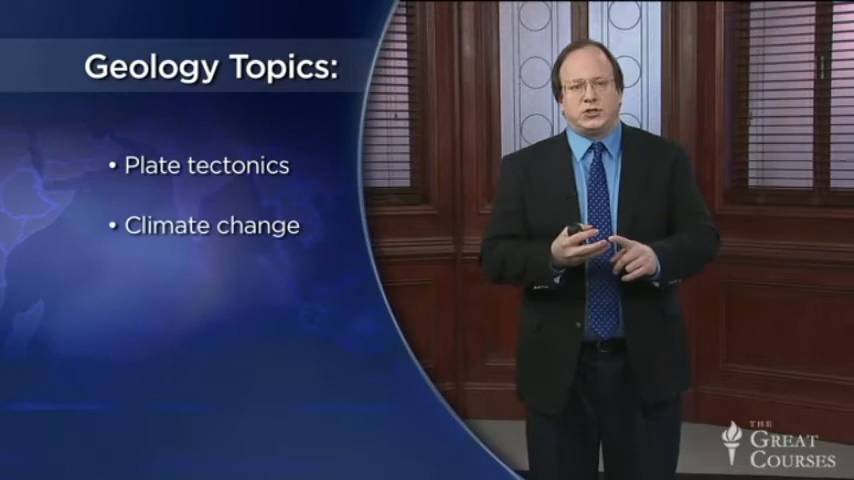 Geology Topics:
• Plate tectonics
• Climate change
THE
GREAT
COURSES